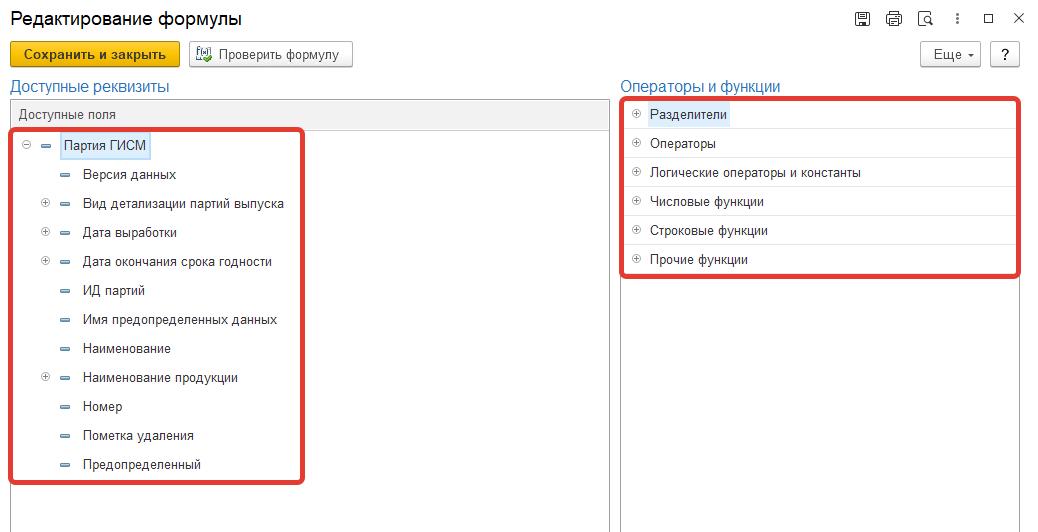 Редактирование формулы
Сохранить и закрыть
Проверить формулу
Еще
?
Доступные реквизиты
Доступные поля
Партия ГИСМ
Версия данных
Вид детализации партий выпуска
Дата выработки
Дата окончания срока годности
ИД партий
Имя предопределенных данных
Наименование
Наименование продукции
Номер
Пометка удаления
Предопределенный
Операторы и функции
Разделители
Операторы
Логические операторы и константы
Числовые функции
Строковые функции
Прочие функции